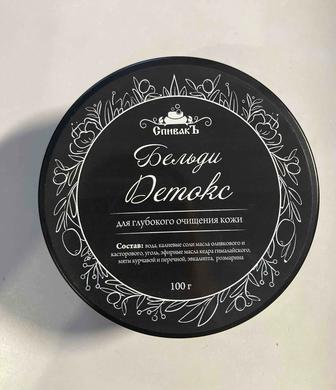 СпивакЪ
Бельди
Детокс
для глубокого очищения кожи
Состав: вода, калиевые соли масла оливкового и
касторового, уголь, эфирные масла кедра гималайского,
мяты курчавой и перечной, эвкалипта, розмарина
100 г